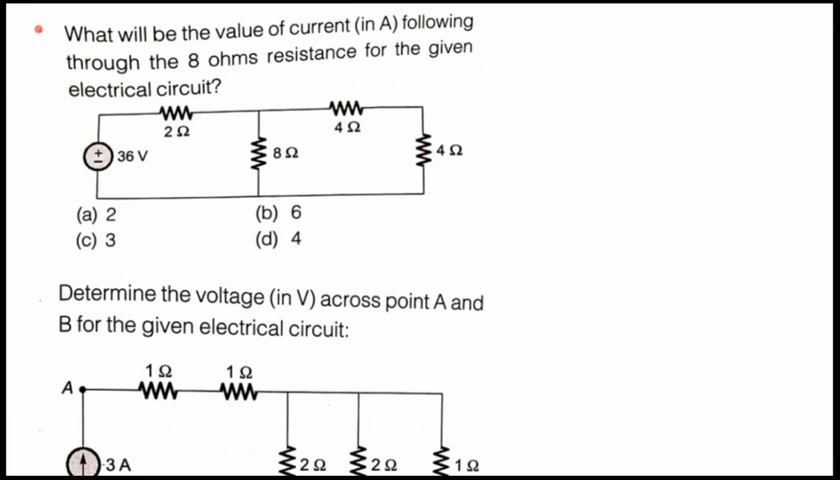 What will be the value of current (in A) following
through the 8 ohms resistance for the given
electrical circuit?
2 Ω
4 Ω
36 V
8 Ω
4 Ω
(a) 2
(b) 6
(c) 3
(d) 4
Determine the voltage (in V) across point A and
B for the given electrical circuit:
1 Ω
1 Ω
A
3 A
2 Ω
2 Ω
1 Ω